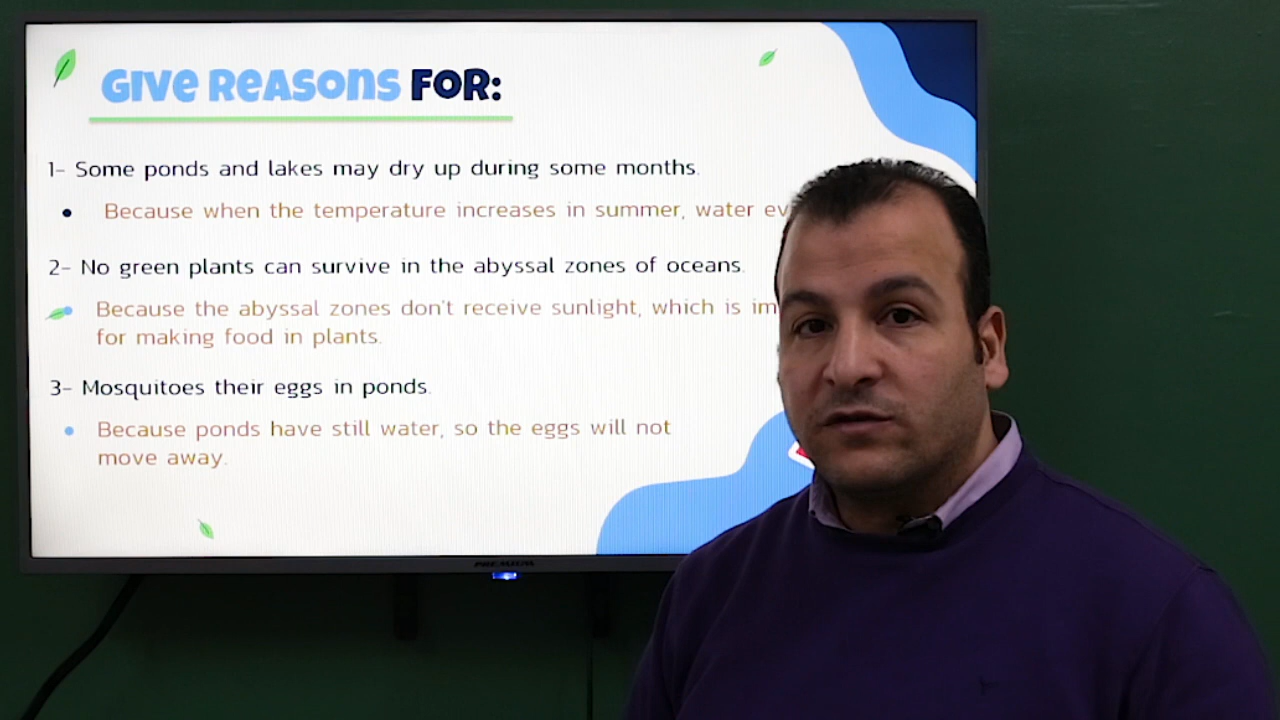 GIVE REASONS FOR:
1- Some ponds and lakes may dry up during some months.
Because when the temperature increases in summer, water
2- No green plants can survive in the abyssal zones of oceans.
Because the abyssal zones don't receive sunlight, which is
for making food in plants.
3- Mosquitoes their eggs in ponds.
Because ponds have still water, so the eggs will not
move away.
PREMIUM